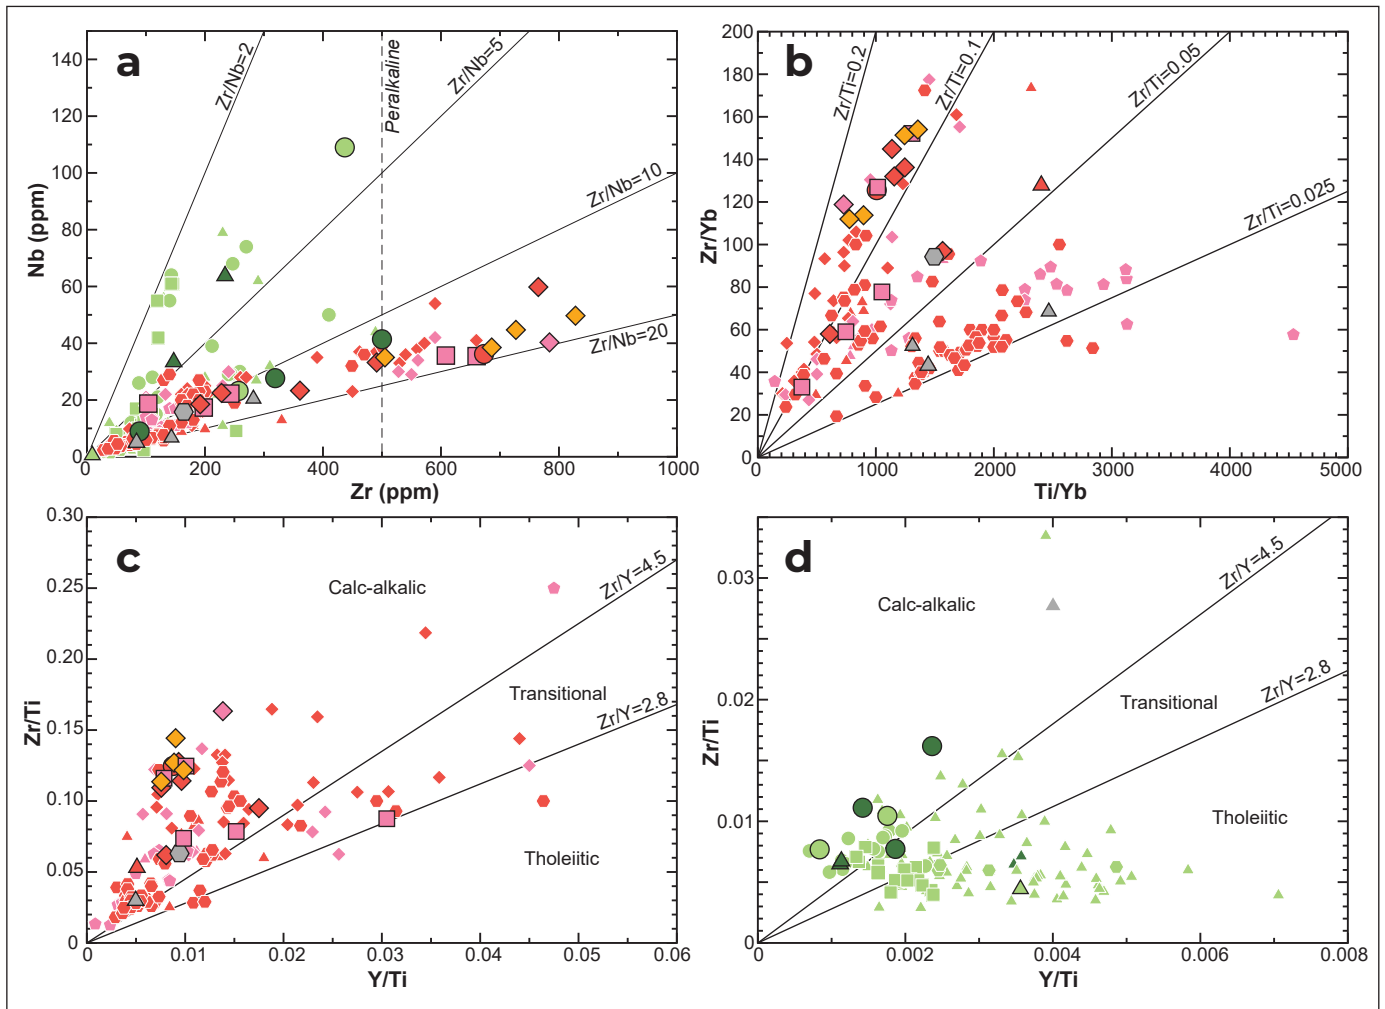 a
Zr/Nb=2
Zr/Nb=5
Peralkaline
Zr/Nb=10
Zr/Nb=20
Nb (ppm)
140
120
100
80
60
40
20
0
0 200 400 600 800 1000
Zr (ppm)
b
Zr/Ti=0.2
Zr/Ti=0.1
Zr/Ti=0.05
Zr/Ti=0.025
Zr/Yb
200
180
160
140
120
100
80
60
40
20
0
0 1000 2000 3000 4000 5000
Ti/Yb
c
Calc-alkalic
Zr/Y=4.5
Transitional
Zr/Y=2.8
Tholeiitic
Zr/Ti
0.30
0.25
0.20
0.15
0.10
0.05
0
0 0.01 0.02 0.03 0.04 0.05 0.06
Y/Ti
d
Calc-alkalic
Zr/Y=4.5
Transitional
Zr/Y=2.8
Tholeiitic
Zr/Ti
0.03
0.02
0.01
0
0 0.002 0.004 0.006 0.008
Y/Ti